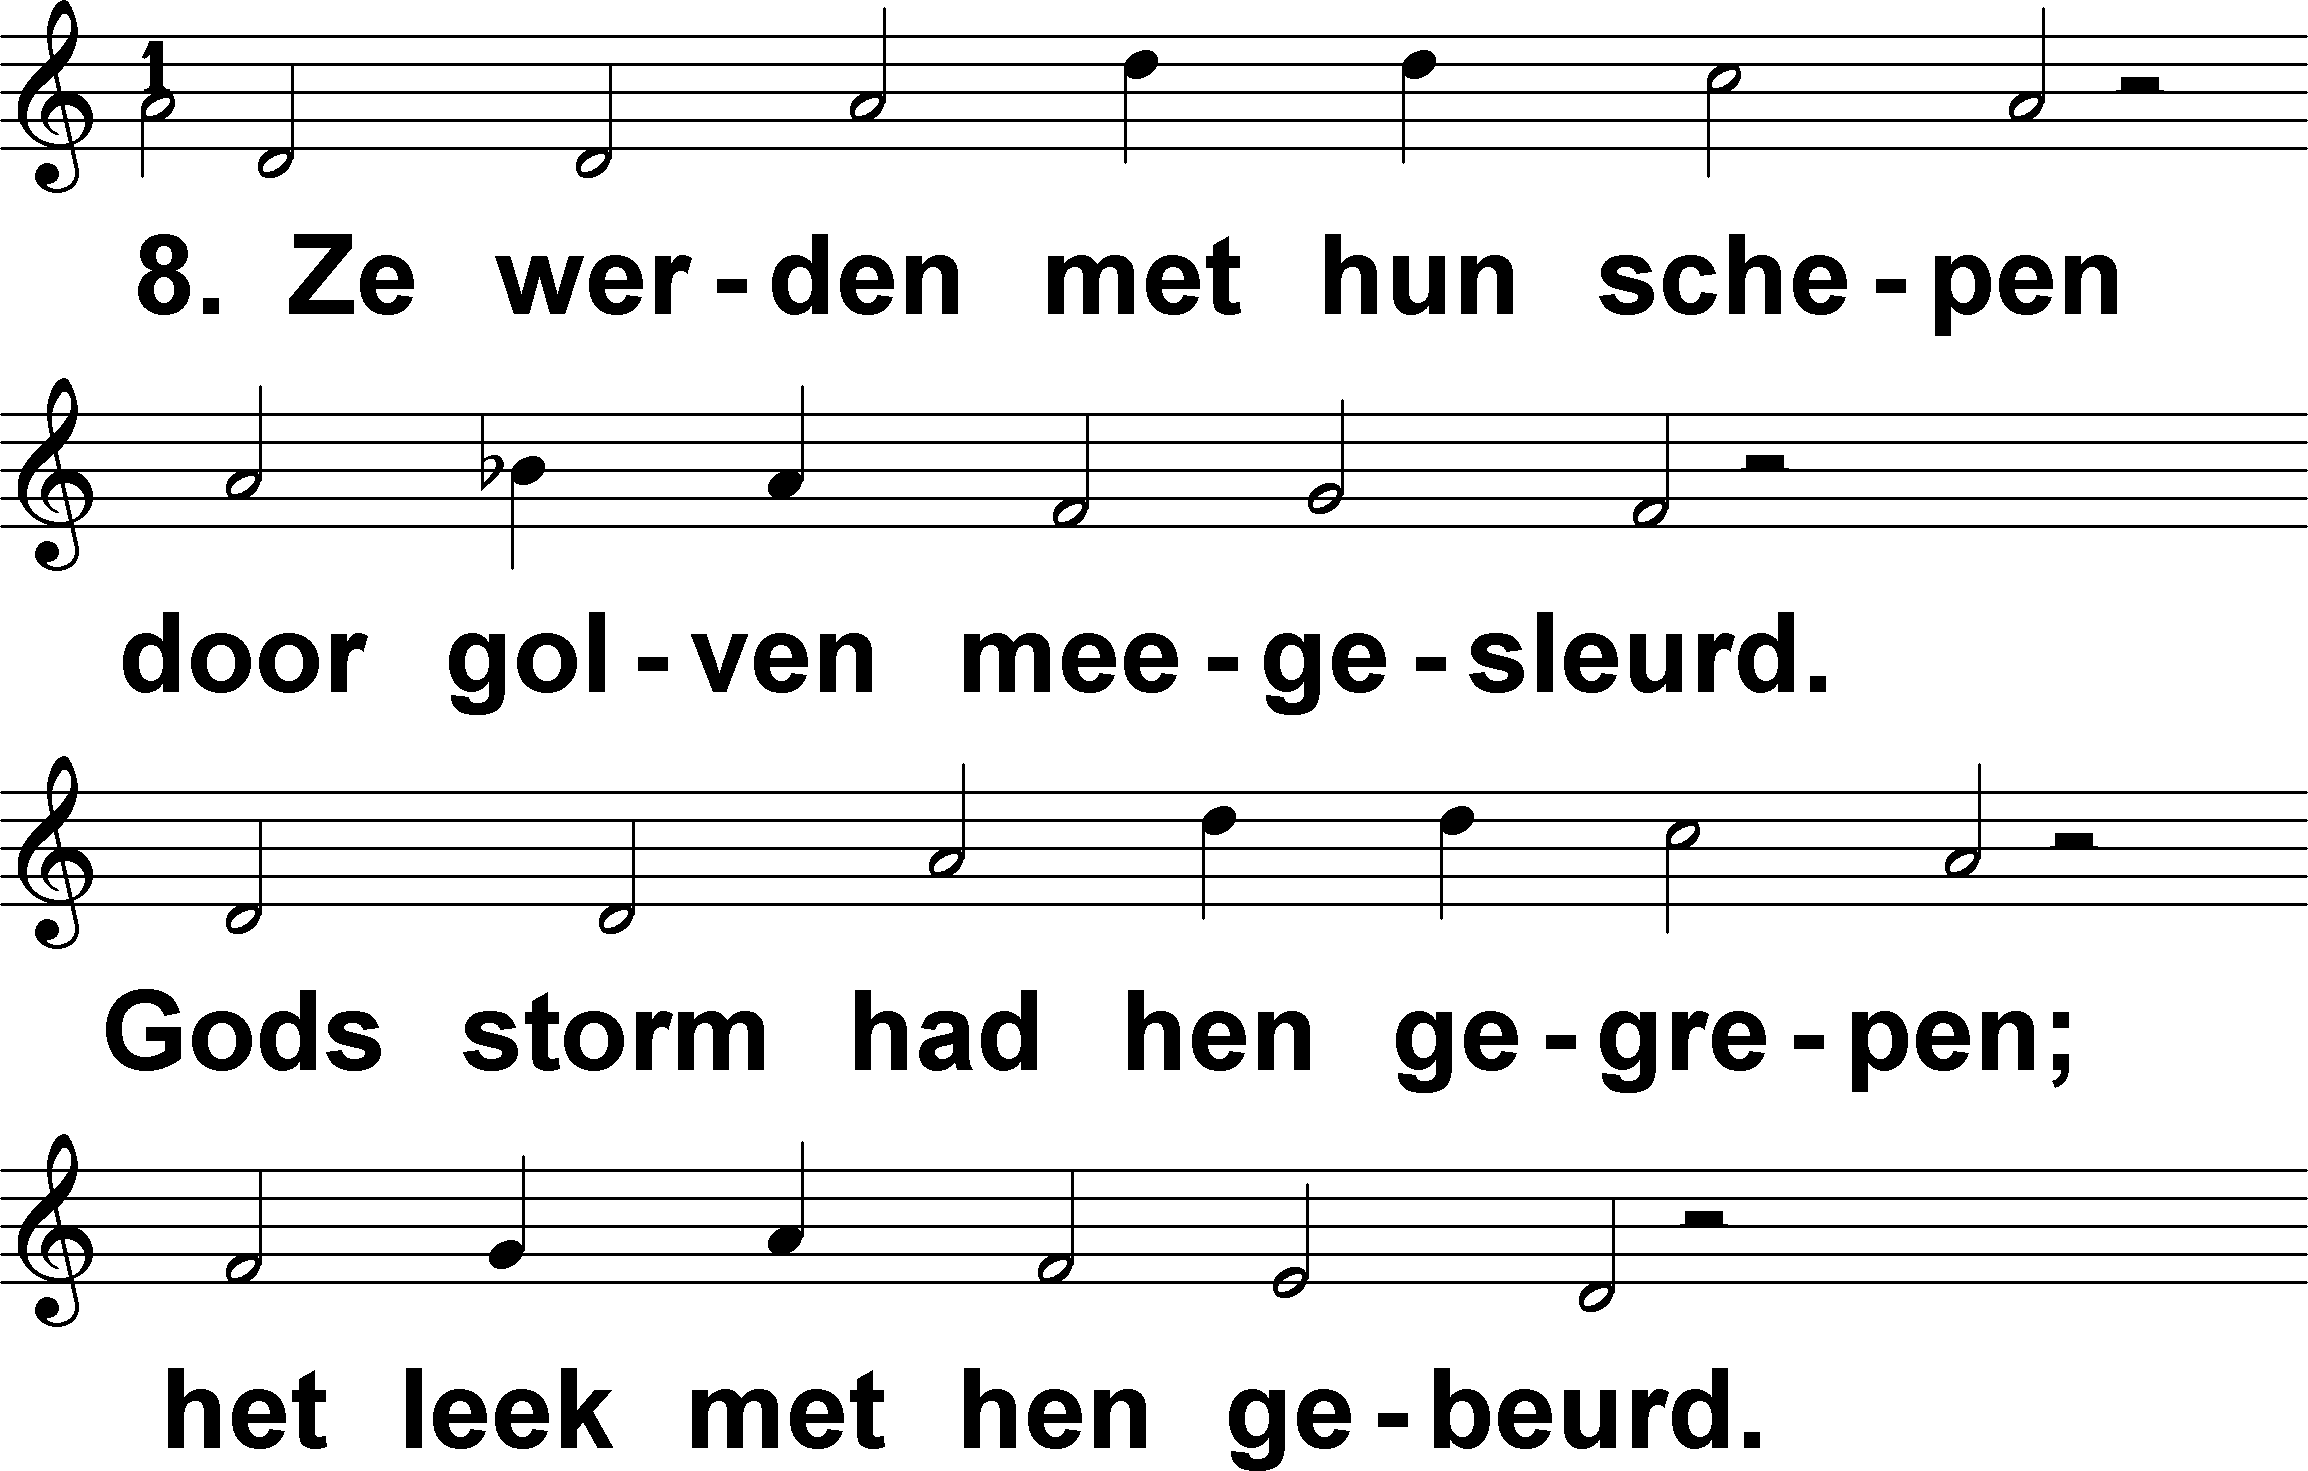 1
8. Ze wer-den met hun sche-pen
door gol-ven mee-ge-sleurd.
Gods storm had hen ge-gre-pen;
het leek met hen ge-beurd.